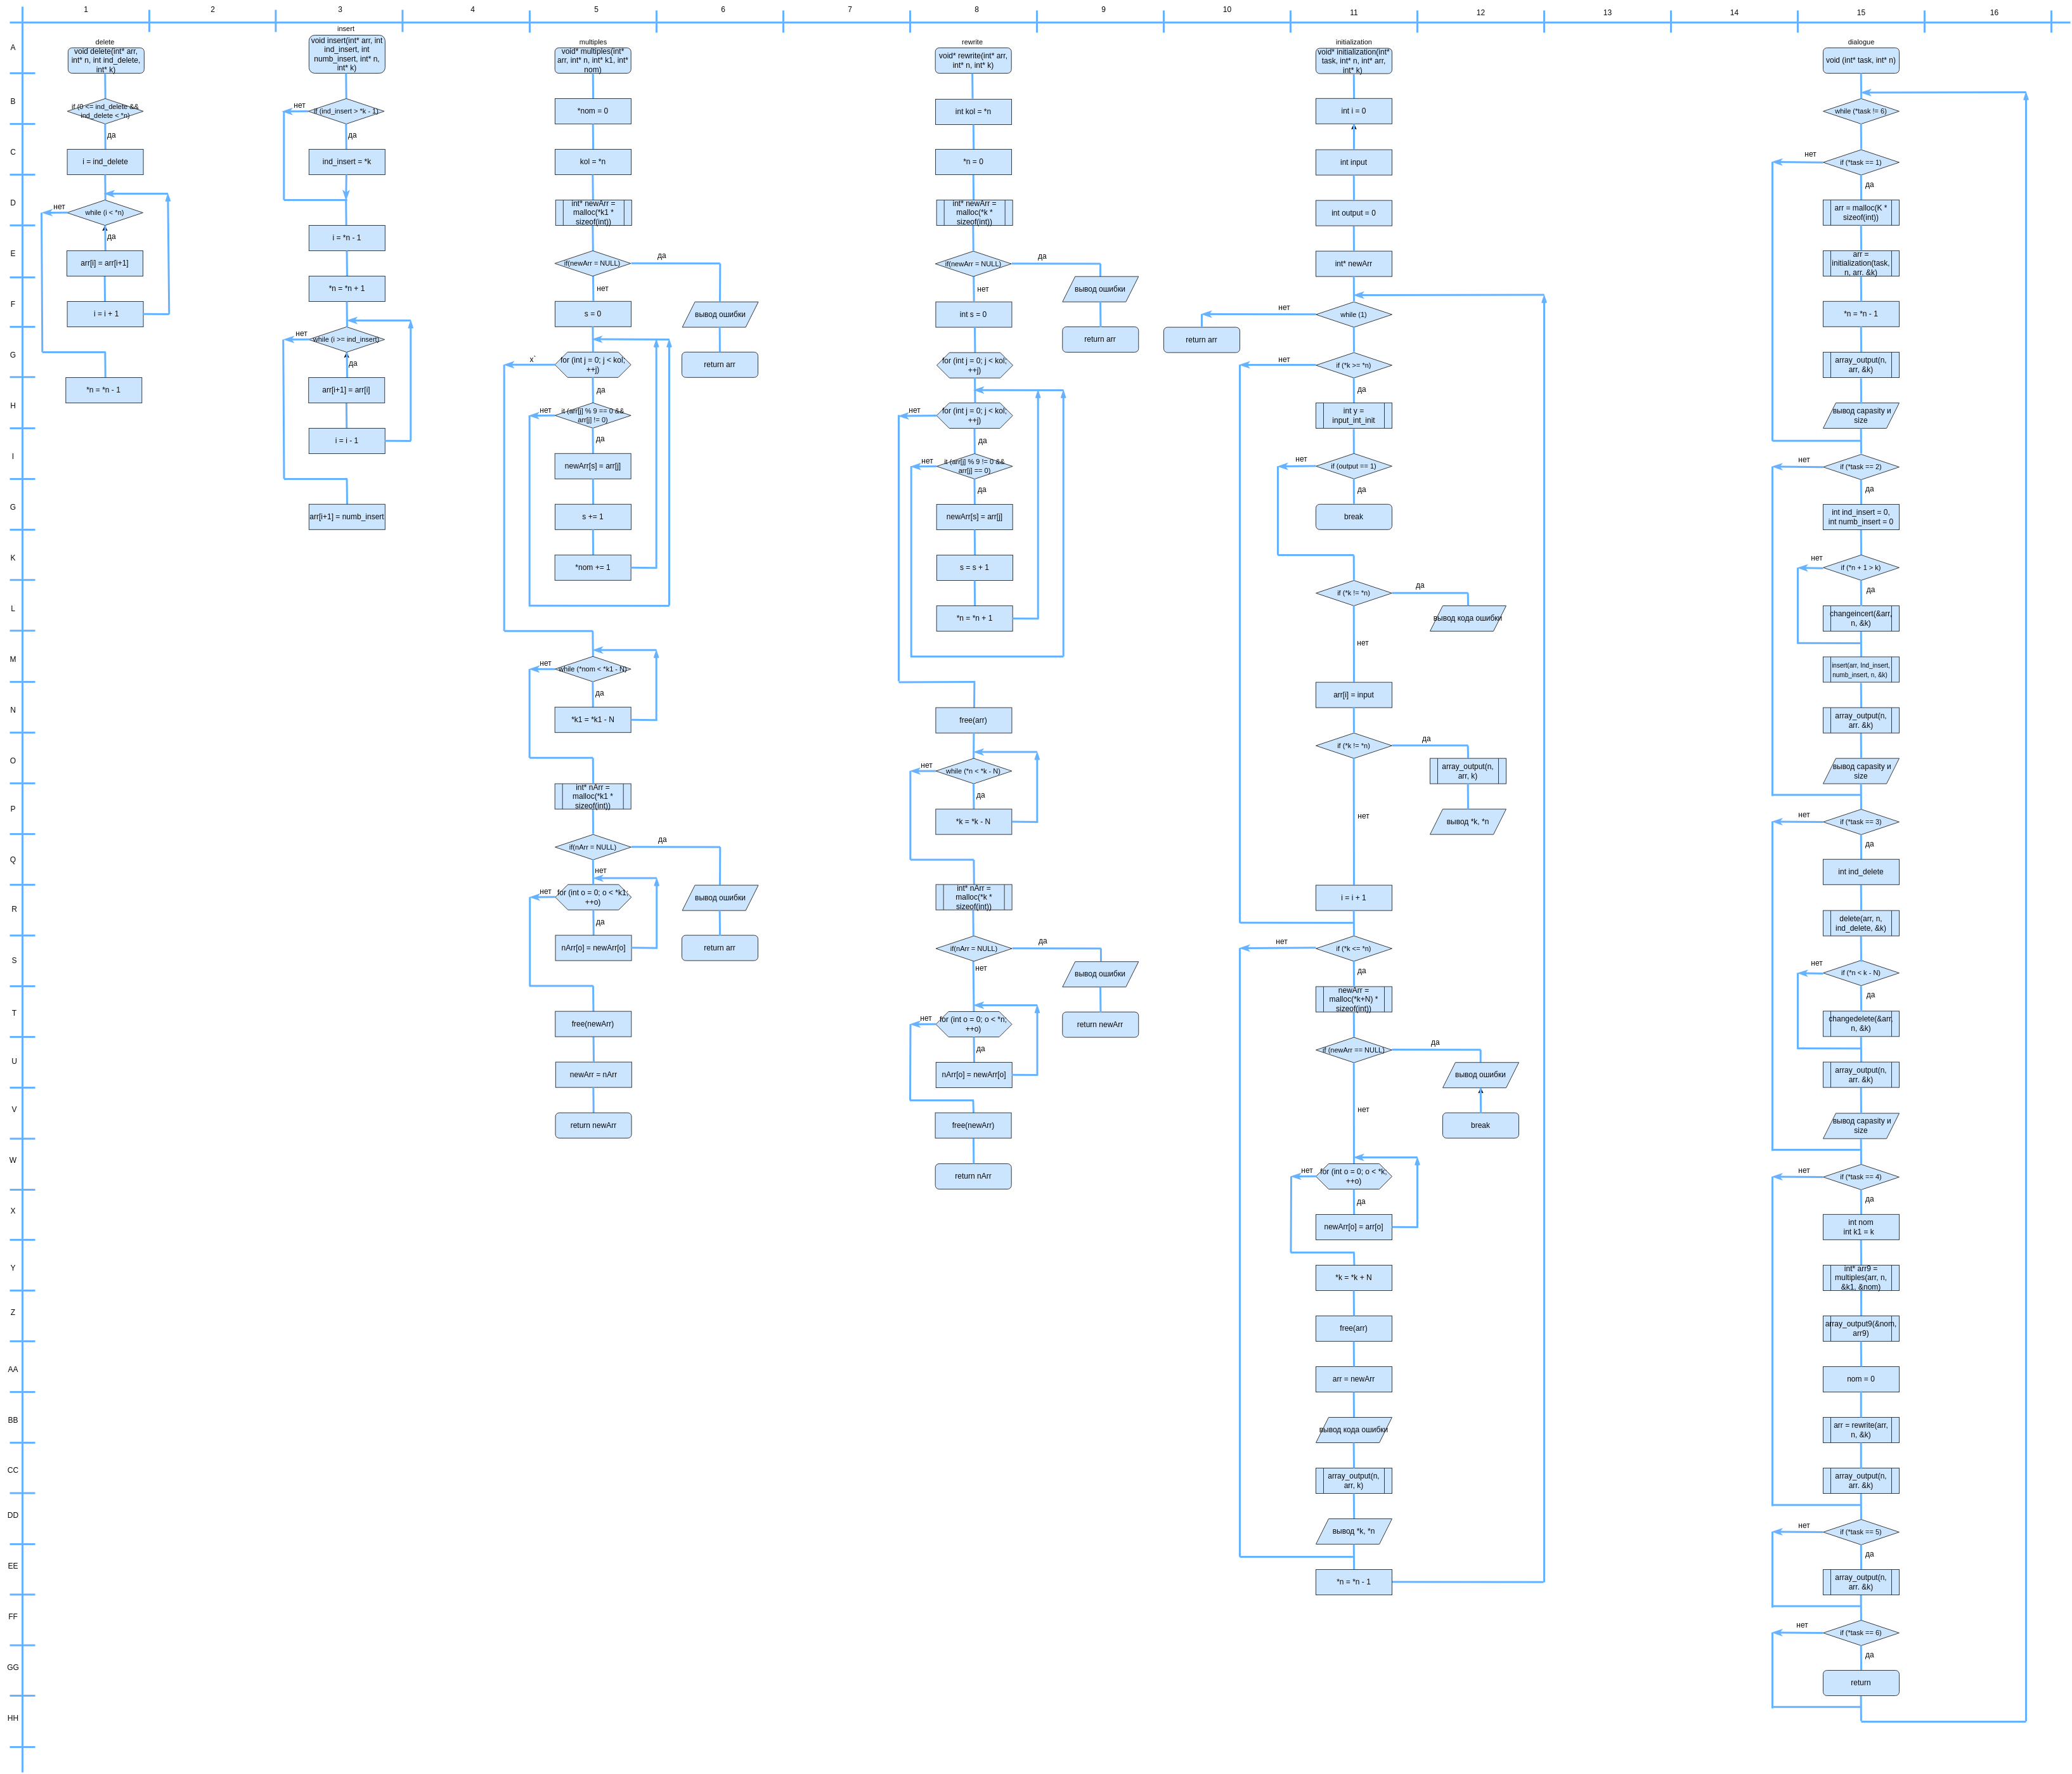 1
2
3
4
5
6
7
8
9
10
11
12
13
14
15
16
A
B
C
D
E
F
G
H
I
G
K
L
M
N
O
P
Q
R
S
T
U
V
W
X
Y
Z
AA
BB
CC
DD
EE
FF
GG
HH
delete
void delete(int* arr,
int* n, int ind_delete,
int* k)
if (0 <= ind_delete &&
ind_delete < *n)
да
i = ind_delete
нет
while (i < *n)
да
arr[i] = arr[i+1]
i = i + 1
*n = *n - 1
insert
void insert(int* arr, int
ind_insert, int
numb_insert, int* n,
int* k)
нет
if (ind_insert > *k - 1)
да
ind_insert = *k
i = *n - 1
*n = *n + 1
нет
while (i >= ind_insert)
да
arr[i+1] = arr[i]
i = i - 1
arr[i+1] = numb_insert
multiples
void* multiples(int*
arr, int* n, int* k1, int*
nom)
*nom = 0
kol = *n
int* newArr =
malloc(*k1 *
sizeof(int))
if(newArr = NULL)
да
нет
вывод ошибки
return arr
s = 0
x`
for (int j = 0; j < kol;
++j)
да
нет
it (arr[j] % 9 == 0 &&
arr[j] != 0)
да
newArr[s] = arr[j]
s += 1
*nom += 1
нет
while (*nom < *k1 - N)
да
*k1 = *k1 - N
int* nArr =
malloc(*k1 *
sizeof(int))
if(nArr = NULL)
да
нет
вывод ошибки
return arr
нет
for (int o = 0; o < *k1;
++o)
да
nArr[o] = newArr[o]
free(newArr)
newArr = nArr
return newArr
rewrite
void* rewrite(int* arr,
int* n, int* k)
int kol = *n
*n = 0
int* newArr =
malloc(*k *
sizeof(int))
if(newArr = NULL)
да
нет
вывод ошибки
return arr
int s = 0
for (int j = 0; j < kol;
++j)
нет
for (int j = 0; j < kol;
++j)
да
нет
it (arr[j] % 9 != 0 &&
arr[j] == 0)
да
newArr[s] = arr[j]
s = s + 1
*n = *n + 1
free(arr)
нет
while (*n < *k - N)
да
*k = *k - N
int* nArr =
malloc(*k *
sizeof(int))
if(nArr = NULL)
да
нет
вывод ошибки
return newArr
нет
for (int o = 0; o < *n;
++o)
да
nArr[o] = newArr[o]
free(newArr)
return nArr
initialization
void* initialization(int*
task, int* n, int* arr,
int* k)
int i = 0
int input
int output = 0
int* newArr
нет
while (1)
return arr
нет
if (*k >= *n)
да
int y =
input_int_init
нет
if (output == 1)
да
break
if (*k != *n)
да
вывод кода ошибки
нет
arr[i] = input
if (*k != *n)
да
array_output(n,
arr, k)
вывод *k, *n
нет
i = i + 1
нет
if (*k <= *n)
да
newArr =
malloc(*k+N) *
sizeof(int))
if (newArr == NULL)
да
вывод ошибки
break
нет
нет
for (int o = 0; o < *k;
++o)
да
newArr[o] = arr[o]
*k = *k + N
free(arr)
arr = newArr
вывод кода ошибки
array_output(n,
arr, k)
вывод *k, *n
*n = *n - 1
dialogue
void (int* task, int* n)
while (*task != 6)
нет
if (*task == 1)
да
arr = malloc(K *
sizeof(int))
arr =
initialization(task,
n, arr, &k)
*n = *n - 1
array_output(n,
arr, &k)
вывод capasity и
size
нет
if (*task == 2)
да
int ind_insert = 0,
int numb_insert = 0
нет
if (*n + 1 > k)
да
changeincert(&arr,
n, &k)
insert(arr, Ind_insert,
numb_insert, n, &k)
array_output(n,
arr. &k)
вывод capasity и
size
нет
if (*task == 3)
да
int ind_delete
delete(arr, n,
ind_delete, &k)
нет
if (*n < k - N)
да
changedelete(&arr,
n, &k)
array_output(n,
arr. &k)
вывод capasity и
size
нет
if (*task == 4)
да
int nom
int k1 = k
int* arr9 =
multiples(arr, n,
&k1, &nom)
array_output9(&nom,
arr9)
nom = 0
arr = rewrite(arr,
n, &k)
array_output(n,
arr. &k)
нет
if (*task == 5)
да
array_output(n,
arr. &k)
нет
if (*task == 6)
да
return